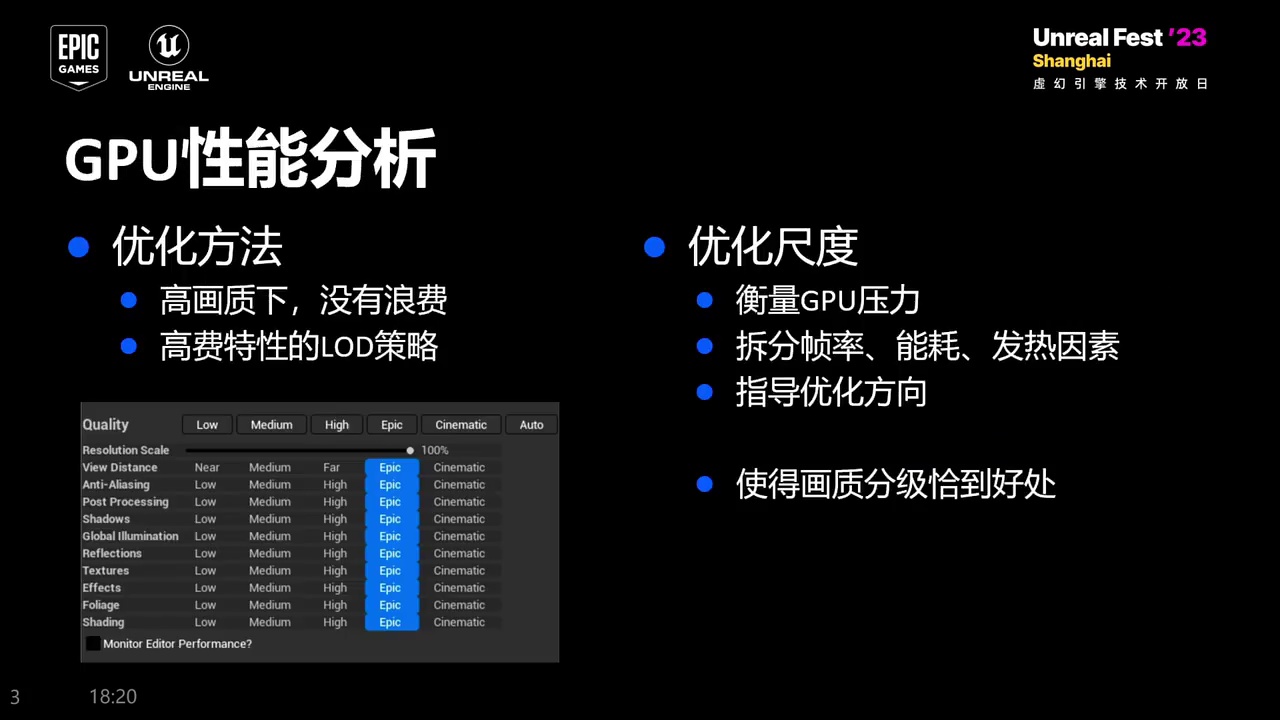 EPIC
GAMES
UNREAL
ENGINE
Unreal Fest '23
Shanghai
虚幻引擎技术开放日
GPU性能分析
优化方法
高画质下，没有浪费
高费特性的LOD策略
Quality Low Medium High Epic Cinematic Auto
Resolution Scale 100%
View Distance Near Medium Far Epic Cinematic
Anti-Aliasing Low Medium High Epic Cinematic
Post Processing Low Medium High Epic Cinematic
Shadows Low Medium High Epic Cinematic
Global Illumination Low Medium High Epic Cinematic
Reflections Low Medium High Epic Cinematic
Textures Low Medium High Epic Cinematic
Effects Low Medium High Epic Cinematic
Foliage Low Medium High Epic Cinematic
Shading Low Medium High Epic Cinematic
Monitor Editor Performance?
优化尺度
衡量GPU压力
拆分帧率、能耗、发热因素
指导优化方向
使得画质分级恰到好处
3 18:20